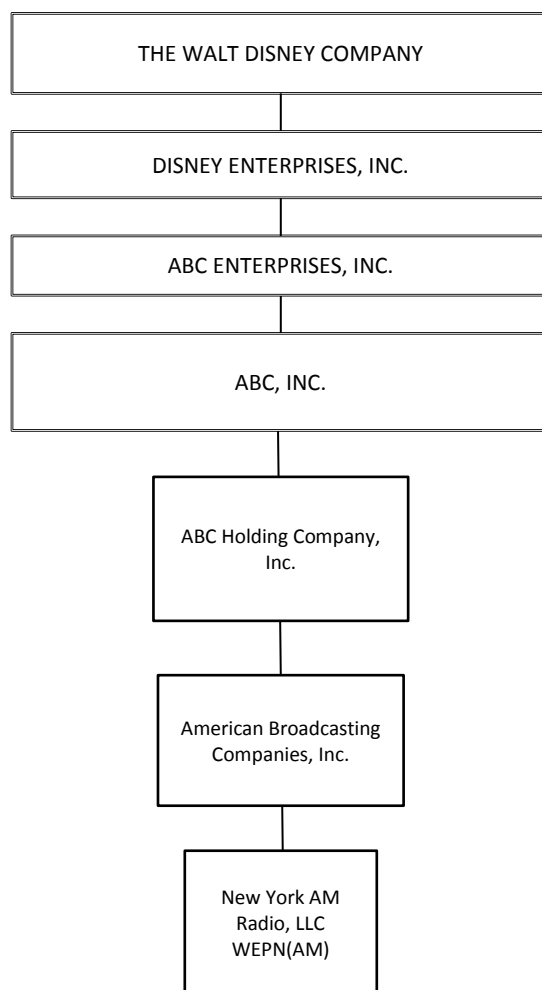 THE WALT DISNEY COMPANY
DISNEY ENTERPRISES, INC.
ABC ENTERPRISES, INC.
ABC, INC.
ABC Holding Company,
Inc.
American Broadcasting
Companies, Inc.
New York AM
Radio, LLC
WEPN(AM)